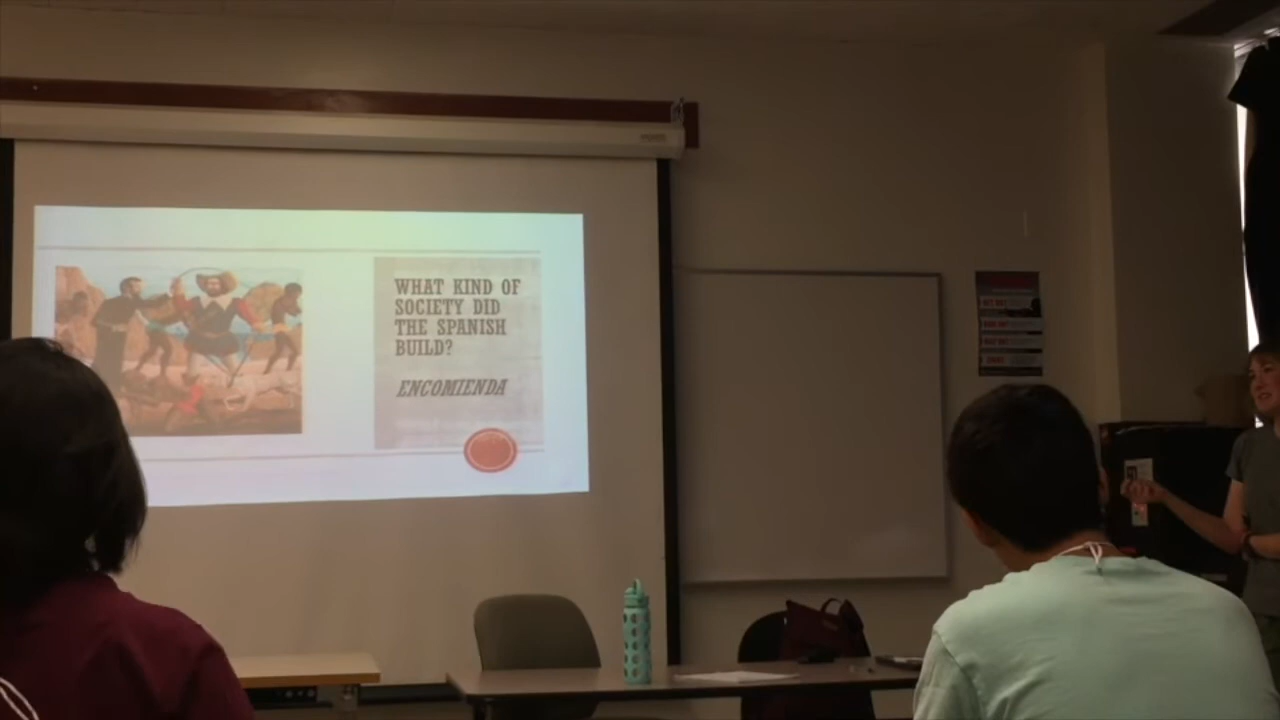 WHAT KIND OF
SOCIETY DID
THE SPANISH
BUILD?
ENCOMIENDA